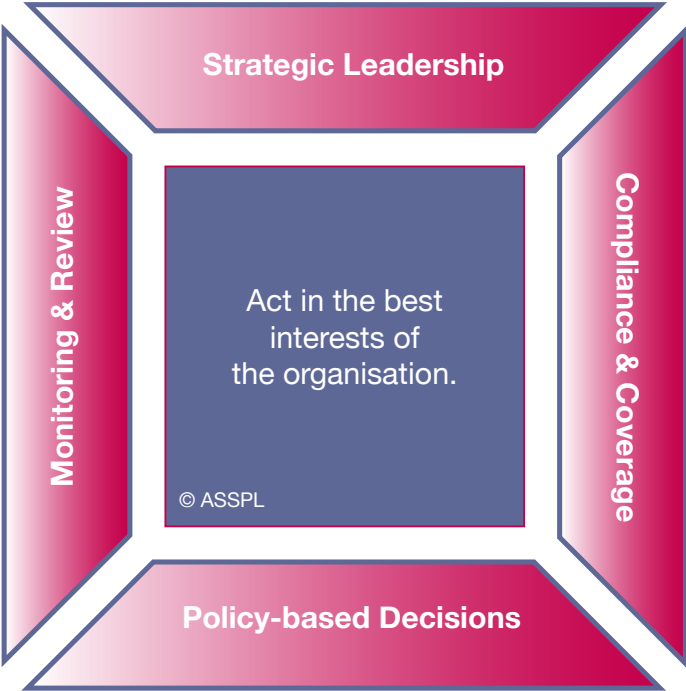 Strategic Leadership
Monitoring & Review
Act in the best
interests of
the organisation.
© ASSPL
Compliance & Coverage
Policy-based Decisions